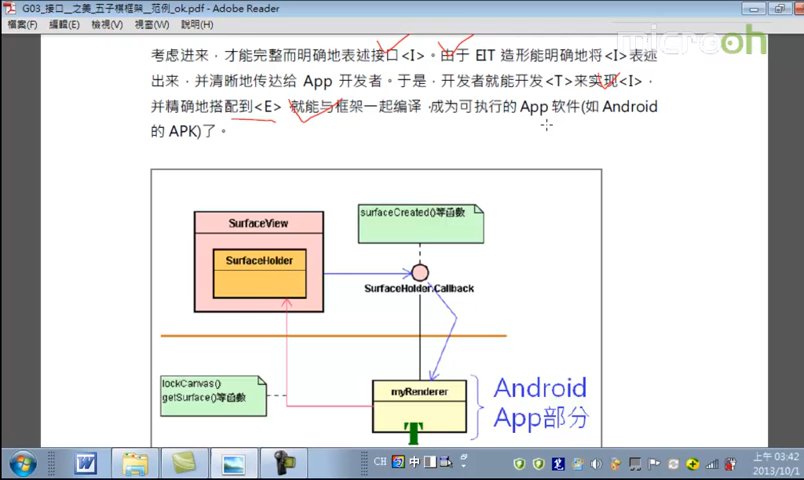 G03_接口__之美_五子棋框架__范例_ok.pdf - Adobe Reader
檔案(F) 編輯(E) 檢視(V) 視窗(W) 說明(H)
microoh
考虑进来，才能完整而明确地表述接口<I>。由于 EIT 造形能明确地将<I>表述
出来，并清晰地传达给 App 开发者。于是，开发者就能开发<T>来实现<I>，
并精确地搭配到<E> 就能与框架一起编译，成为可执行的 App 软件(如 Android
的 APK)了。
SurfaceView
SurfaceHolder
surfaceCreated()等函數
SurfaceHolder.Callback
lockCanvas()
getSurface()等函數
myRenderer
T
Android
App部分
CH 中
上午 03:42
2013/10/1